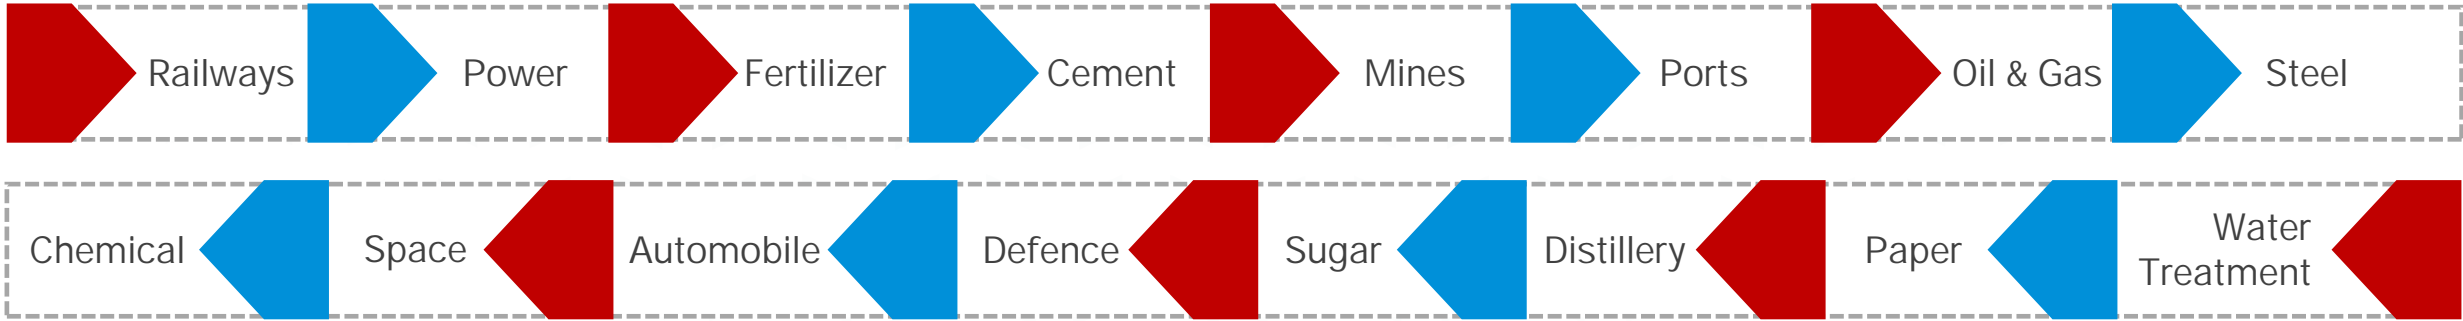 Railways
Power
Fertilizer
Cement
Mines
Ports
Oil & Gas
Steel
Chemical
Space
Automobile
Defence
Sugar
Distillery
Paper
Water
Treatment